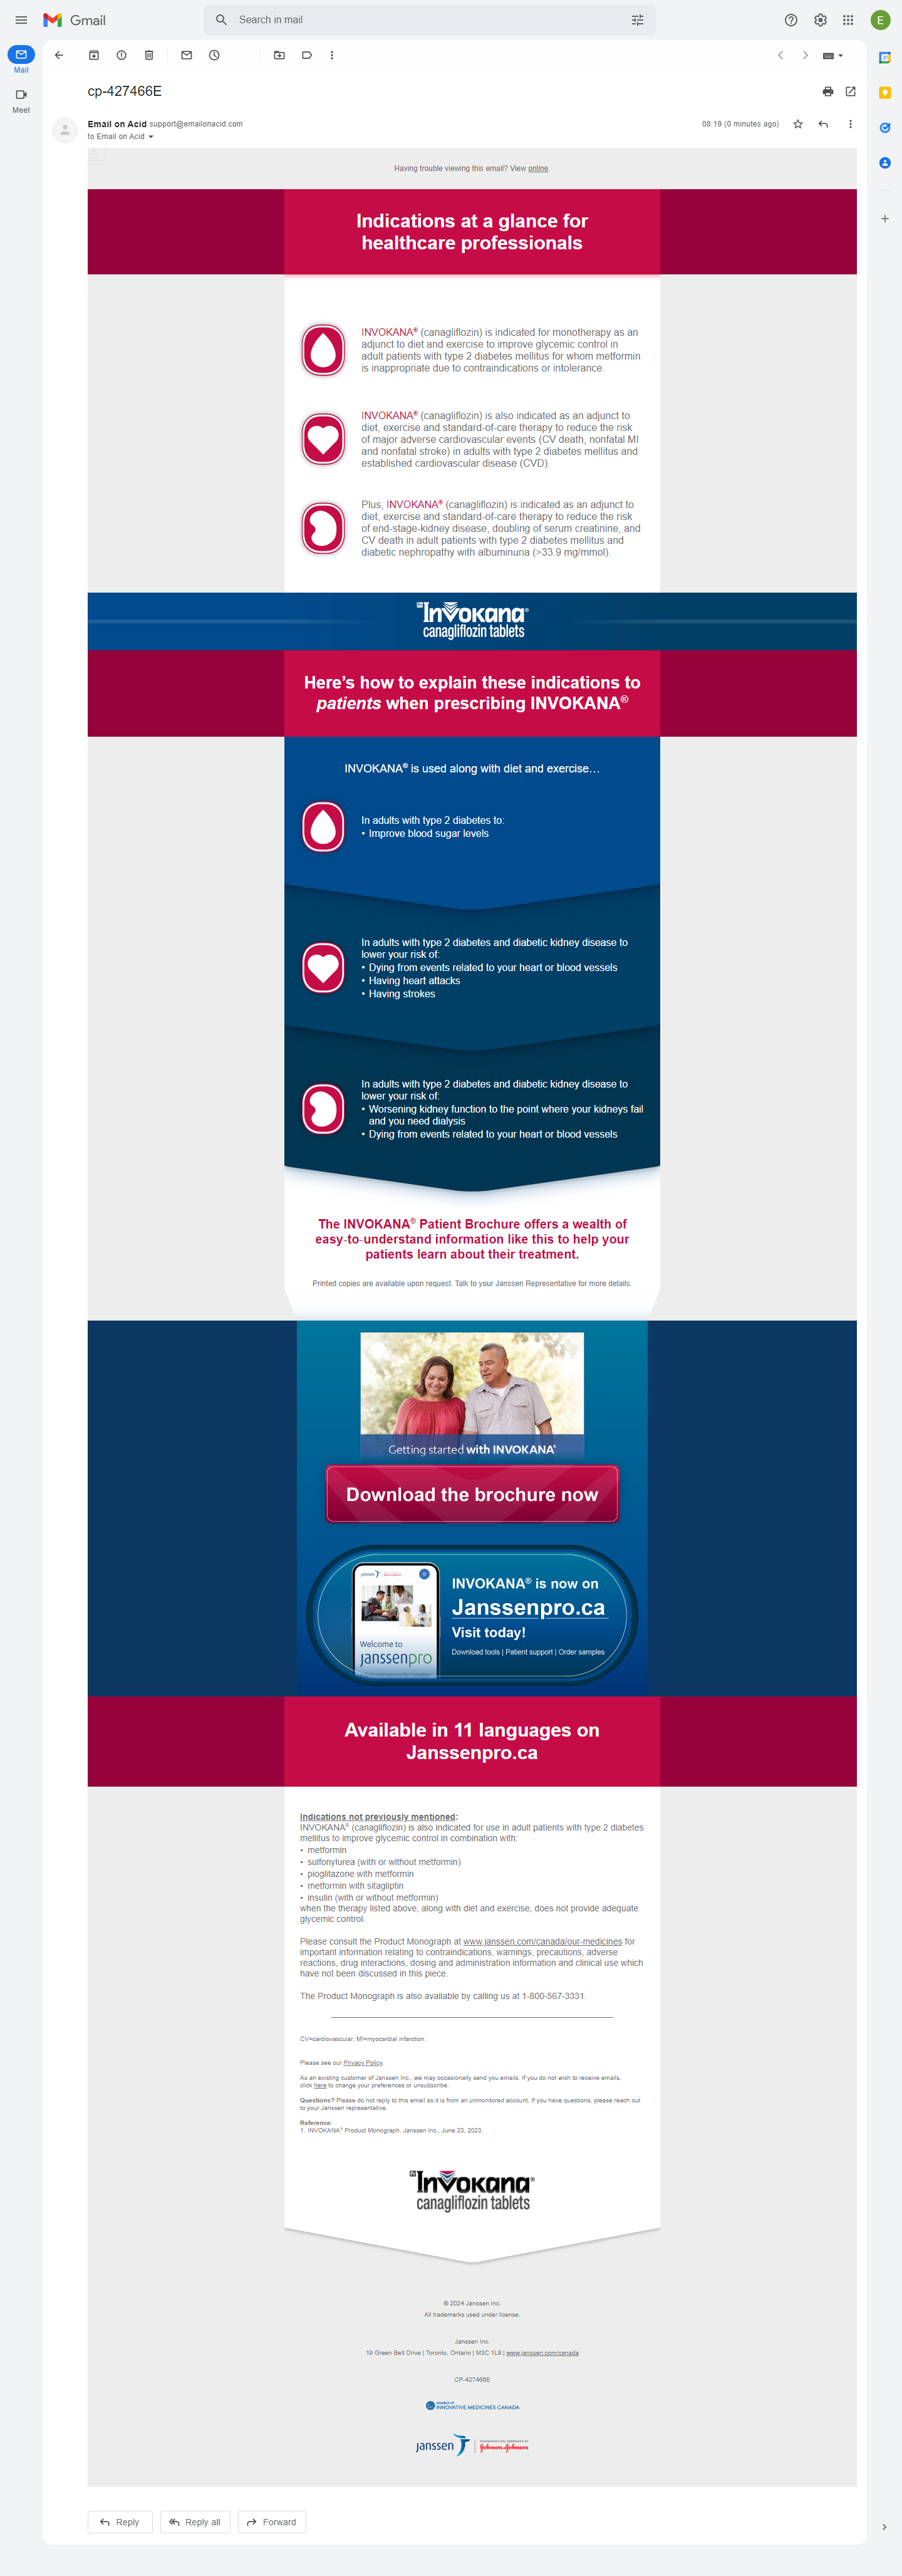 Gmail
Search in mail
E
Mail
Meet
cp-427466E
Email on Acid support@emailonacid.com
08:19 (0 minutes ago)
to Email on Acid
Having trouble viewing this email? View online.
Indications at a glance for
healthcare professionals
INVOKANA® (canagliflozin) is indicated for monotherapy as an
adjunct to diet and exercise to improve glycemic control in
adult patients with type 2 diabetes mellitus for whom metformin
is inappropriate due to contraindications or intolerance.
INVOKANA® (canagliflozin) is also indicated as an adjunct to
diet, exercise and standard-of-care therapy to reduce the risk
of major adverse cardiovascular events (CV death, nonfatal MI
and nonfatal stroke) in adults with type 2 diabetes mellitus and
established cardiovascular disease (CVD).
Plus, INVOKANA® (canagliflozin) is indicated as an adjunct to
diet, exercise and standard-of-care therapy to reduce the risk
of end-stage-kidney disease, doubling of serum creatinine, and
CV death in adult patients with type 2 diabetes mellitus and
diabetic nephropathy with albuminuria (>33.9 mg/mmol).
Invokana®
canagliflozin tablets
Here's how to explain these indications to
patients when prescribing INVOKANA®
INVOKANA® is used along with diet and exercise…
In adults with type 2 diabetes to:
• Improve blood sugar levels
In adults with type 2 diabetes and diabetic kidney disease to
lower your risk of:
• Dying from events related to your heart or blood vessels
• Having heart attacks
• Having strokes
In adults with type 2 diabetes and diabetic kidney disease to
lower your risk of:
• Worsening kidney function to the point where your kidneys fail
and you need dialysis
• Dying from events related to your heart or blood vessels
The INVOKANA® Patient Brochure offers a wealth of
easy-to-understand information like this to help your
patients learn about their treatment.
Printed copies are available upon request. Talk to your Janssen Representative for more details.
Getting started with INVOKANA®
Download the brochure now
INVOKANA® is now on
Janssenpro.ca
Visit today!
Download tools | Patient support | Order samples
Welcome to
janssenpro
Available in 11 languages on
Janssenpro.ca
Indications not previously mentioned:
INVOKANA® (canagliflozin) is also indicated for use in adult patients with type 2 diabetes
mellitus to improve glycemic control in combination with:
• metformin
• sulfonylurea (with or without metformin)
• pioglitazone with metformin
• metformin with sitagliptin
• insulin (with or without metformin)
when the therapy listed above, along with diet and exercise, does not provide adequate
glycemic control.
Please consult the Product Monograph at www.janssen.com/canada/our-medicines for
important information relating to contraindications, warnings, precautions, adverse
reactions, drug interactions, dosing and administration information and clinical use which
have not been discussed in this piece.
The Product Monograph is also available by calling us at 1-800-567-3331.
CV=cardiovascular; MI=myocardial infarction.
Please see our Privacy Policy.
As an existing customer of Janssen Inc., we may occasionally send you emails. If you do not wish to receive emails,
click here to change your preferences or unsubscribe.
Questions? Please do not reply to this email as it is from an unmonitored account. If you have questions, please reach out
to your Janssen representative.
Reference:
1. INVOKANA® Product Monograph. Janssen Inc., June 23, 2023.
Invokana®
canagliflozin tablets
© 2024 Janssen Inc.
All trademarks used under license.
Janssen Inc.
19 Green Belt Drive | Toronto, Ontario | M3C 1L9 | www.janssen.com/canada
CP-427466E
MEMBER OF
INNOVATIVE MEDICINES CANADA
janssen
PHARMACEUTICAL COMPANIES OF
Johnson & Johnson
Reply
Reply all
Forward